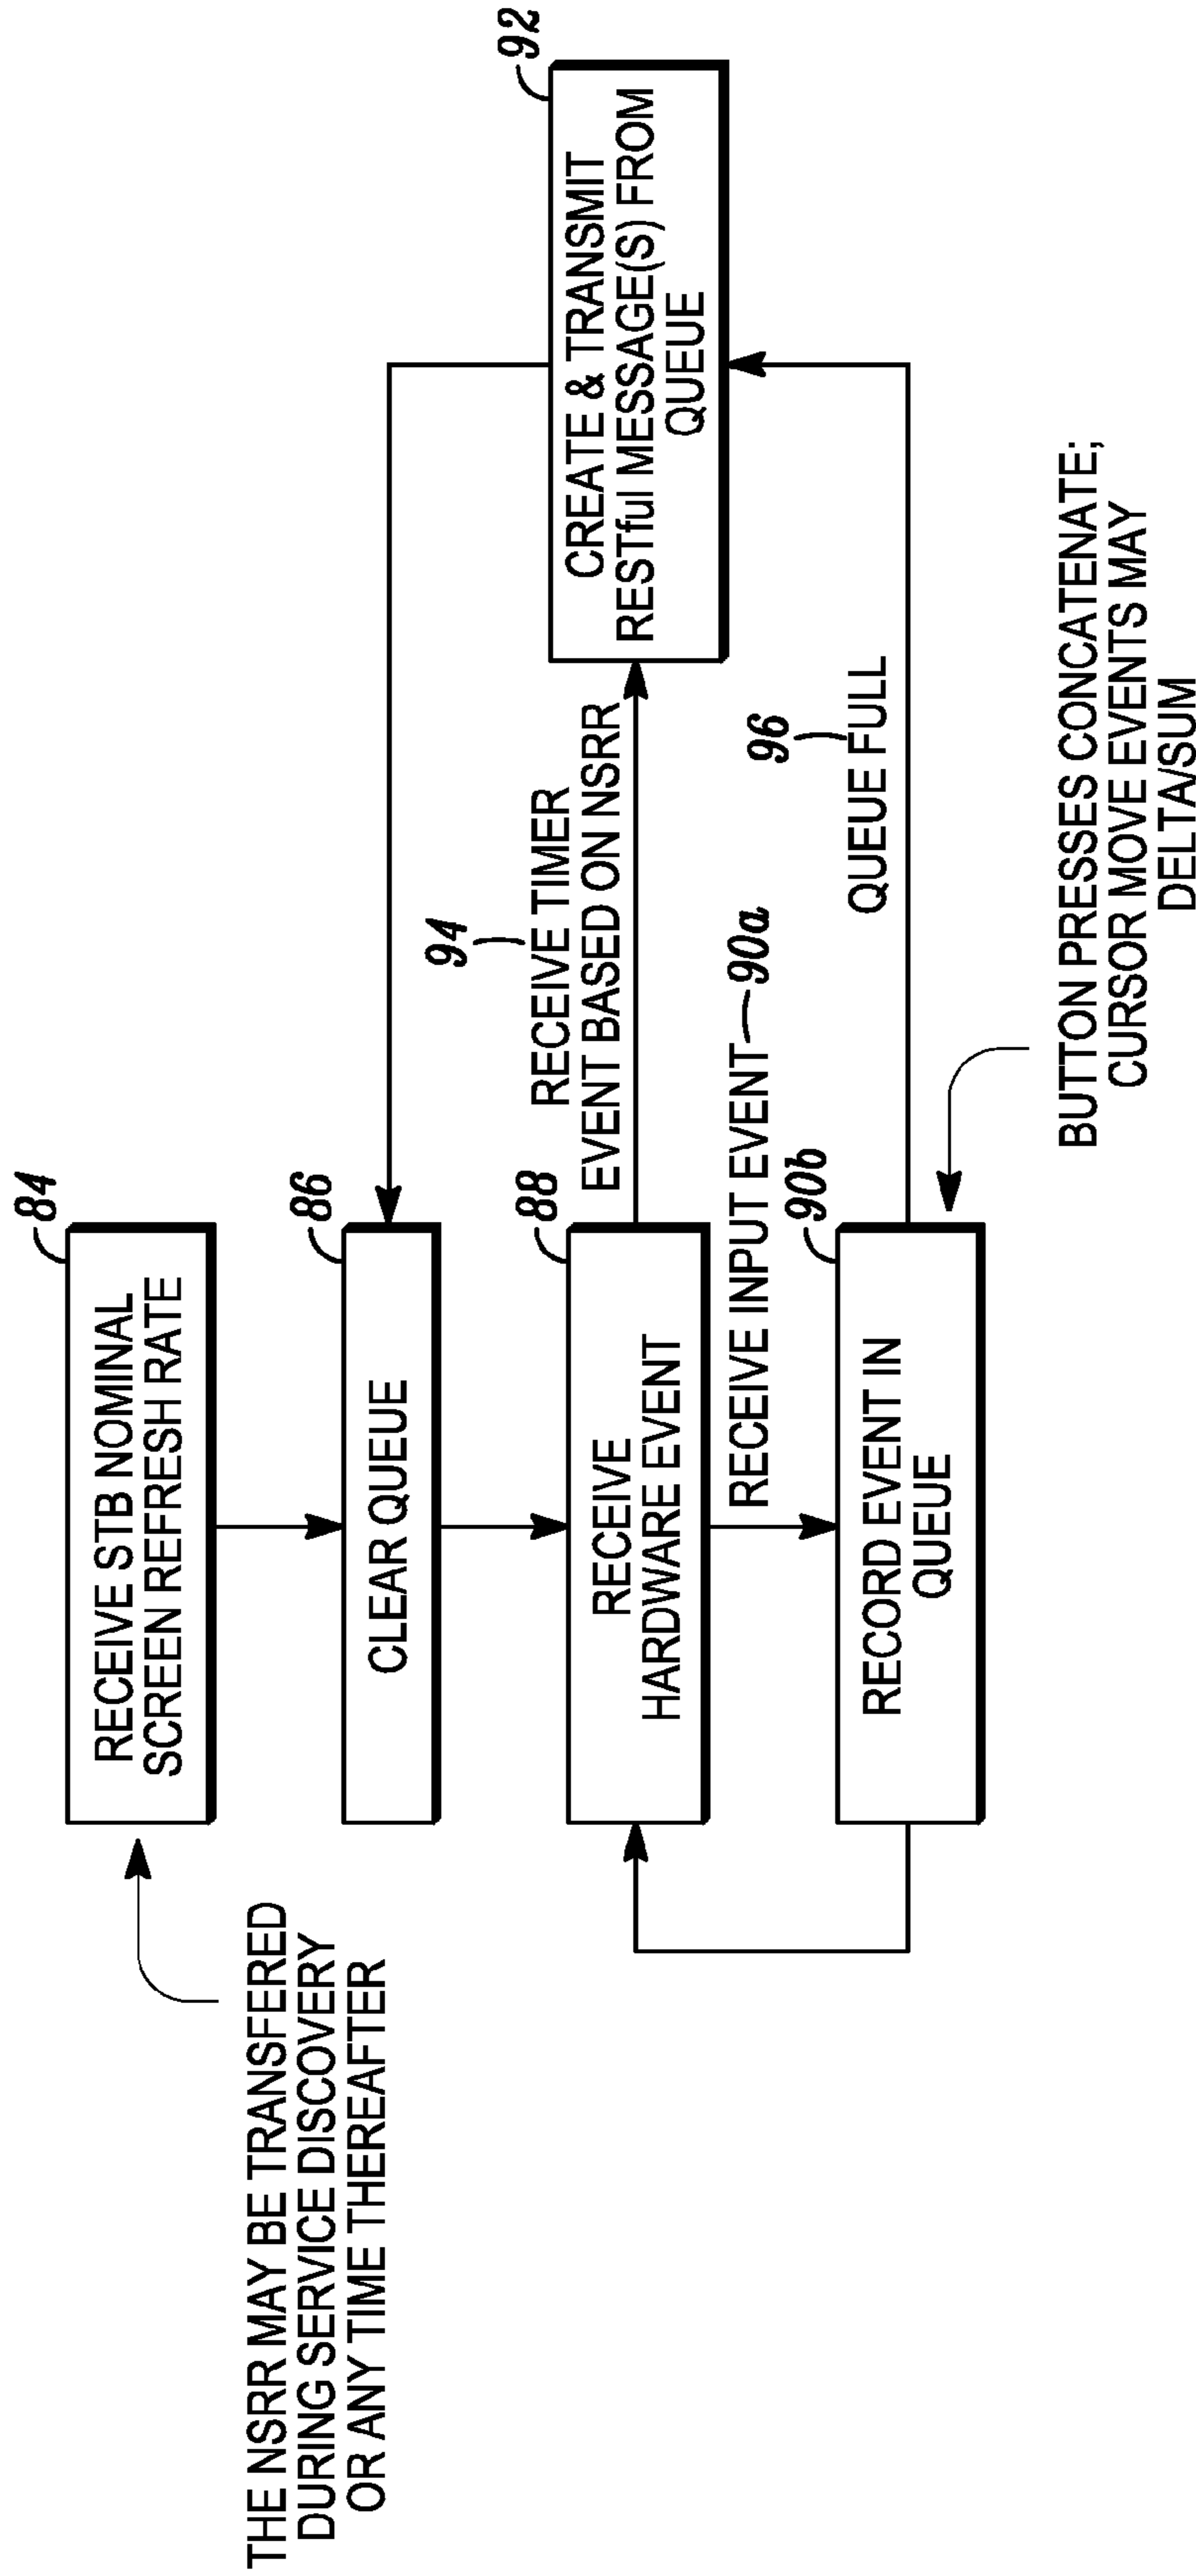 84
RECEIVE STB NOMINAL
SCREEN REFRESH RATE
THE NSRR MAY BE TRANSFERED
DURING SERVICE DISCOVERY
OR ANY TIME THEREAFTER
86
CLEAR QUEUE
88
RECEIVE
HARDWARE EVENT
94
RECEIVE TIMER
EVENT BASED ON NSRR
92
CREATE & TRANSMIT
RESTful MESSAGE(S) FROM
QUEUE
RECEIVE INPUT EVENT
90a
90b
RECORD EVENT IN
QUEUE
96
QUEUE FULL
BUTTON PRESSES CONCATENATE;
CURSOR MOVE EVENTS MAY
DELTA/SUM